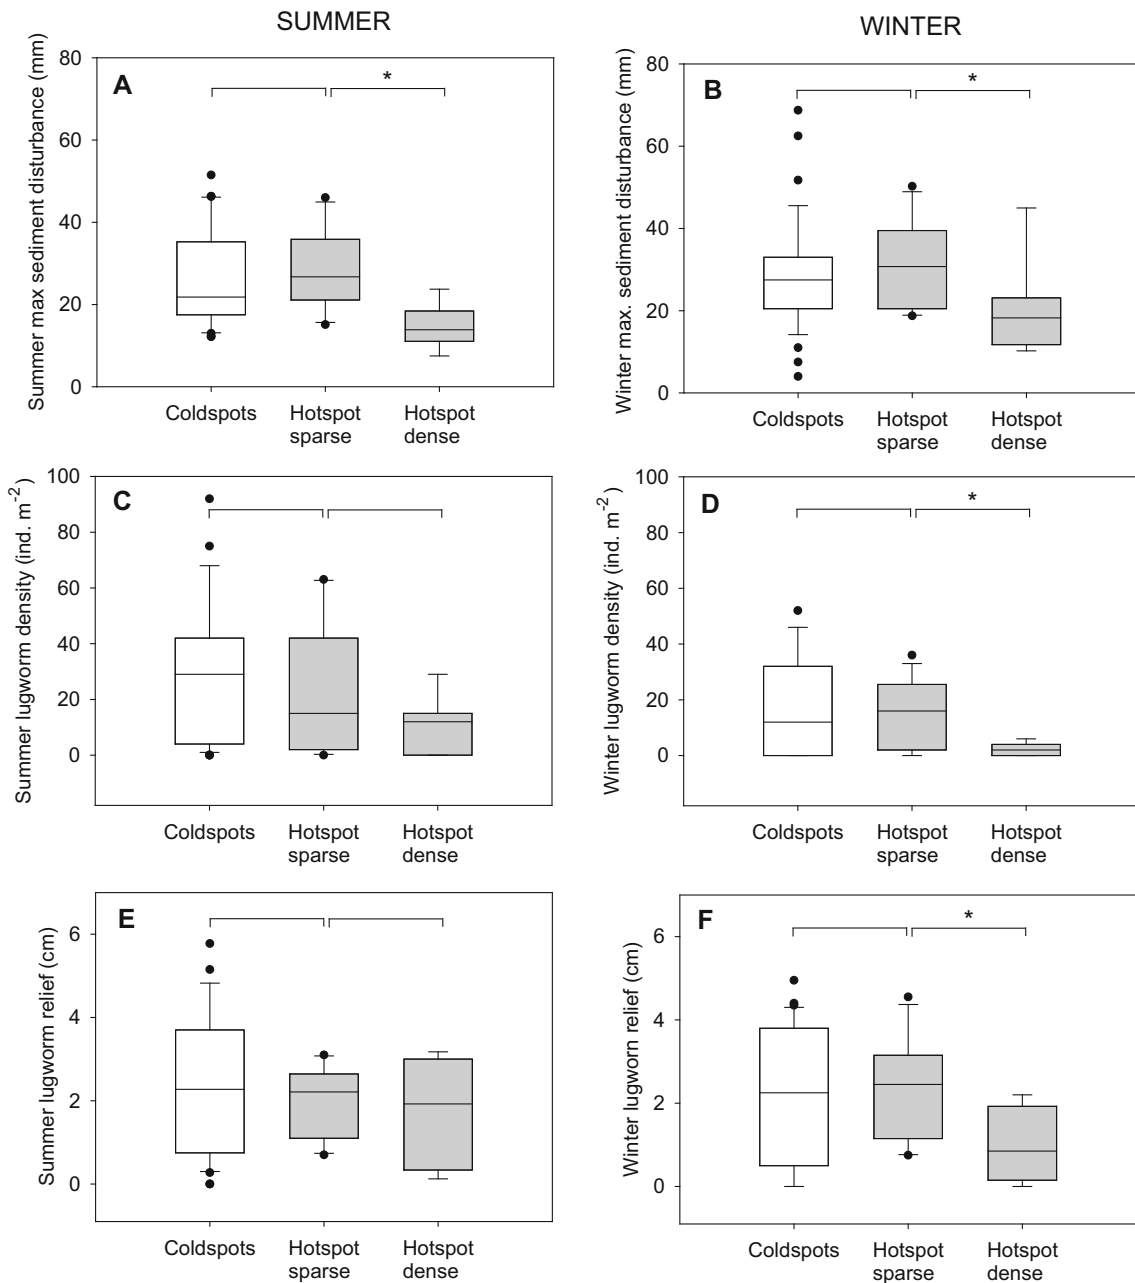 SUMMER
WINTER
Summer max sediment disturbance (mm)
80
60
40
20
0
A
*
Coldspots
Hotspot
sparse
Hotspot
dense
Winter max. sediment disturbance (mm)
80
60
40
20
0
B
*
Coldspots
Hotspot
sparse
Hotspot
dense
Summer lugworm density (ind. m-2)
100
80
60
40
20
0
C
Coldspots
Hotspot
sparse
Hotspot
dense
Winter lugworm density (ind. m-2 )
100
80
60
40
20
0
D
*
Coldspots
Hotspot
sparse
Hotspot
dense
Summer lugworm relief (cm)
6
4
2
0
E
Coldspots
Hotspot
sparse
Hotspot
dense
Winter lugworn relief (cm)
6
4
2
0
F
*
Coldspots
Hotspot
sparse
Hotspot
dense